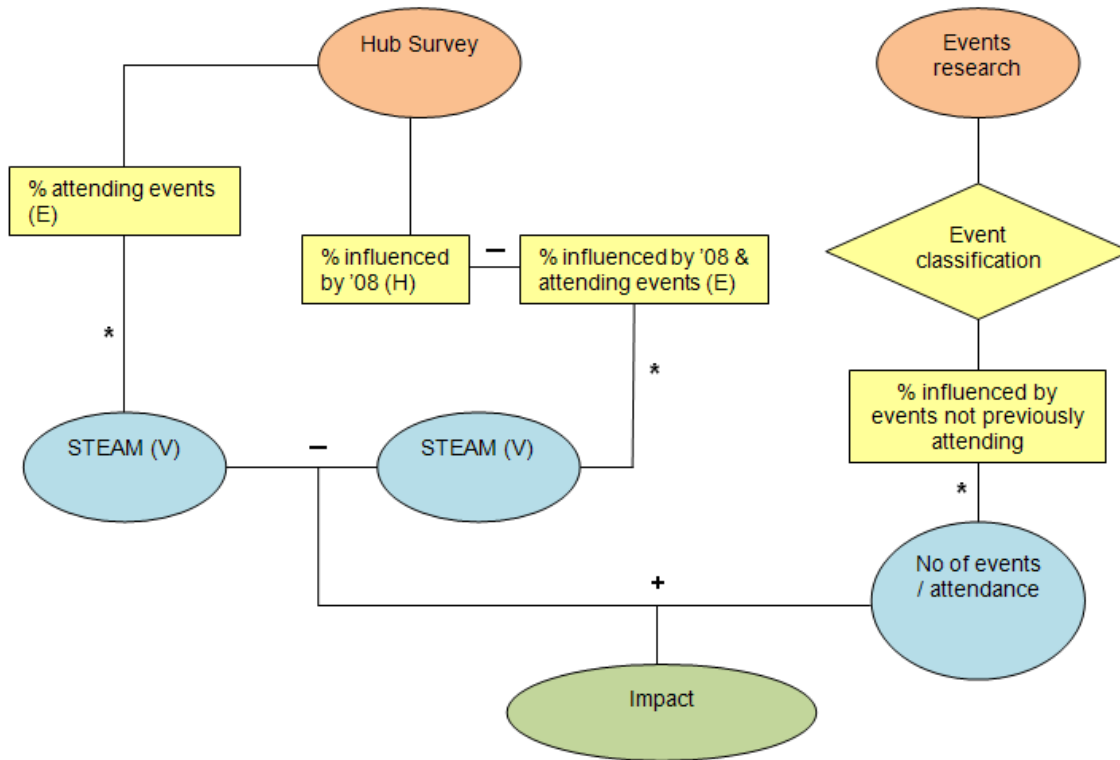 Hub Survey
Events
research
% attending events
(E)
% influenced
by '08 (H)
–
% influenced by '08 &
attending events (E)
Event
classification
*
*
% influenced by
events not previously
attending
STEAM (V)
–
STEAM (V)
*
No of events
/ attendance
+
Impact